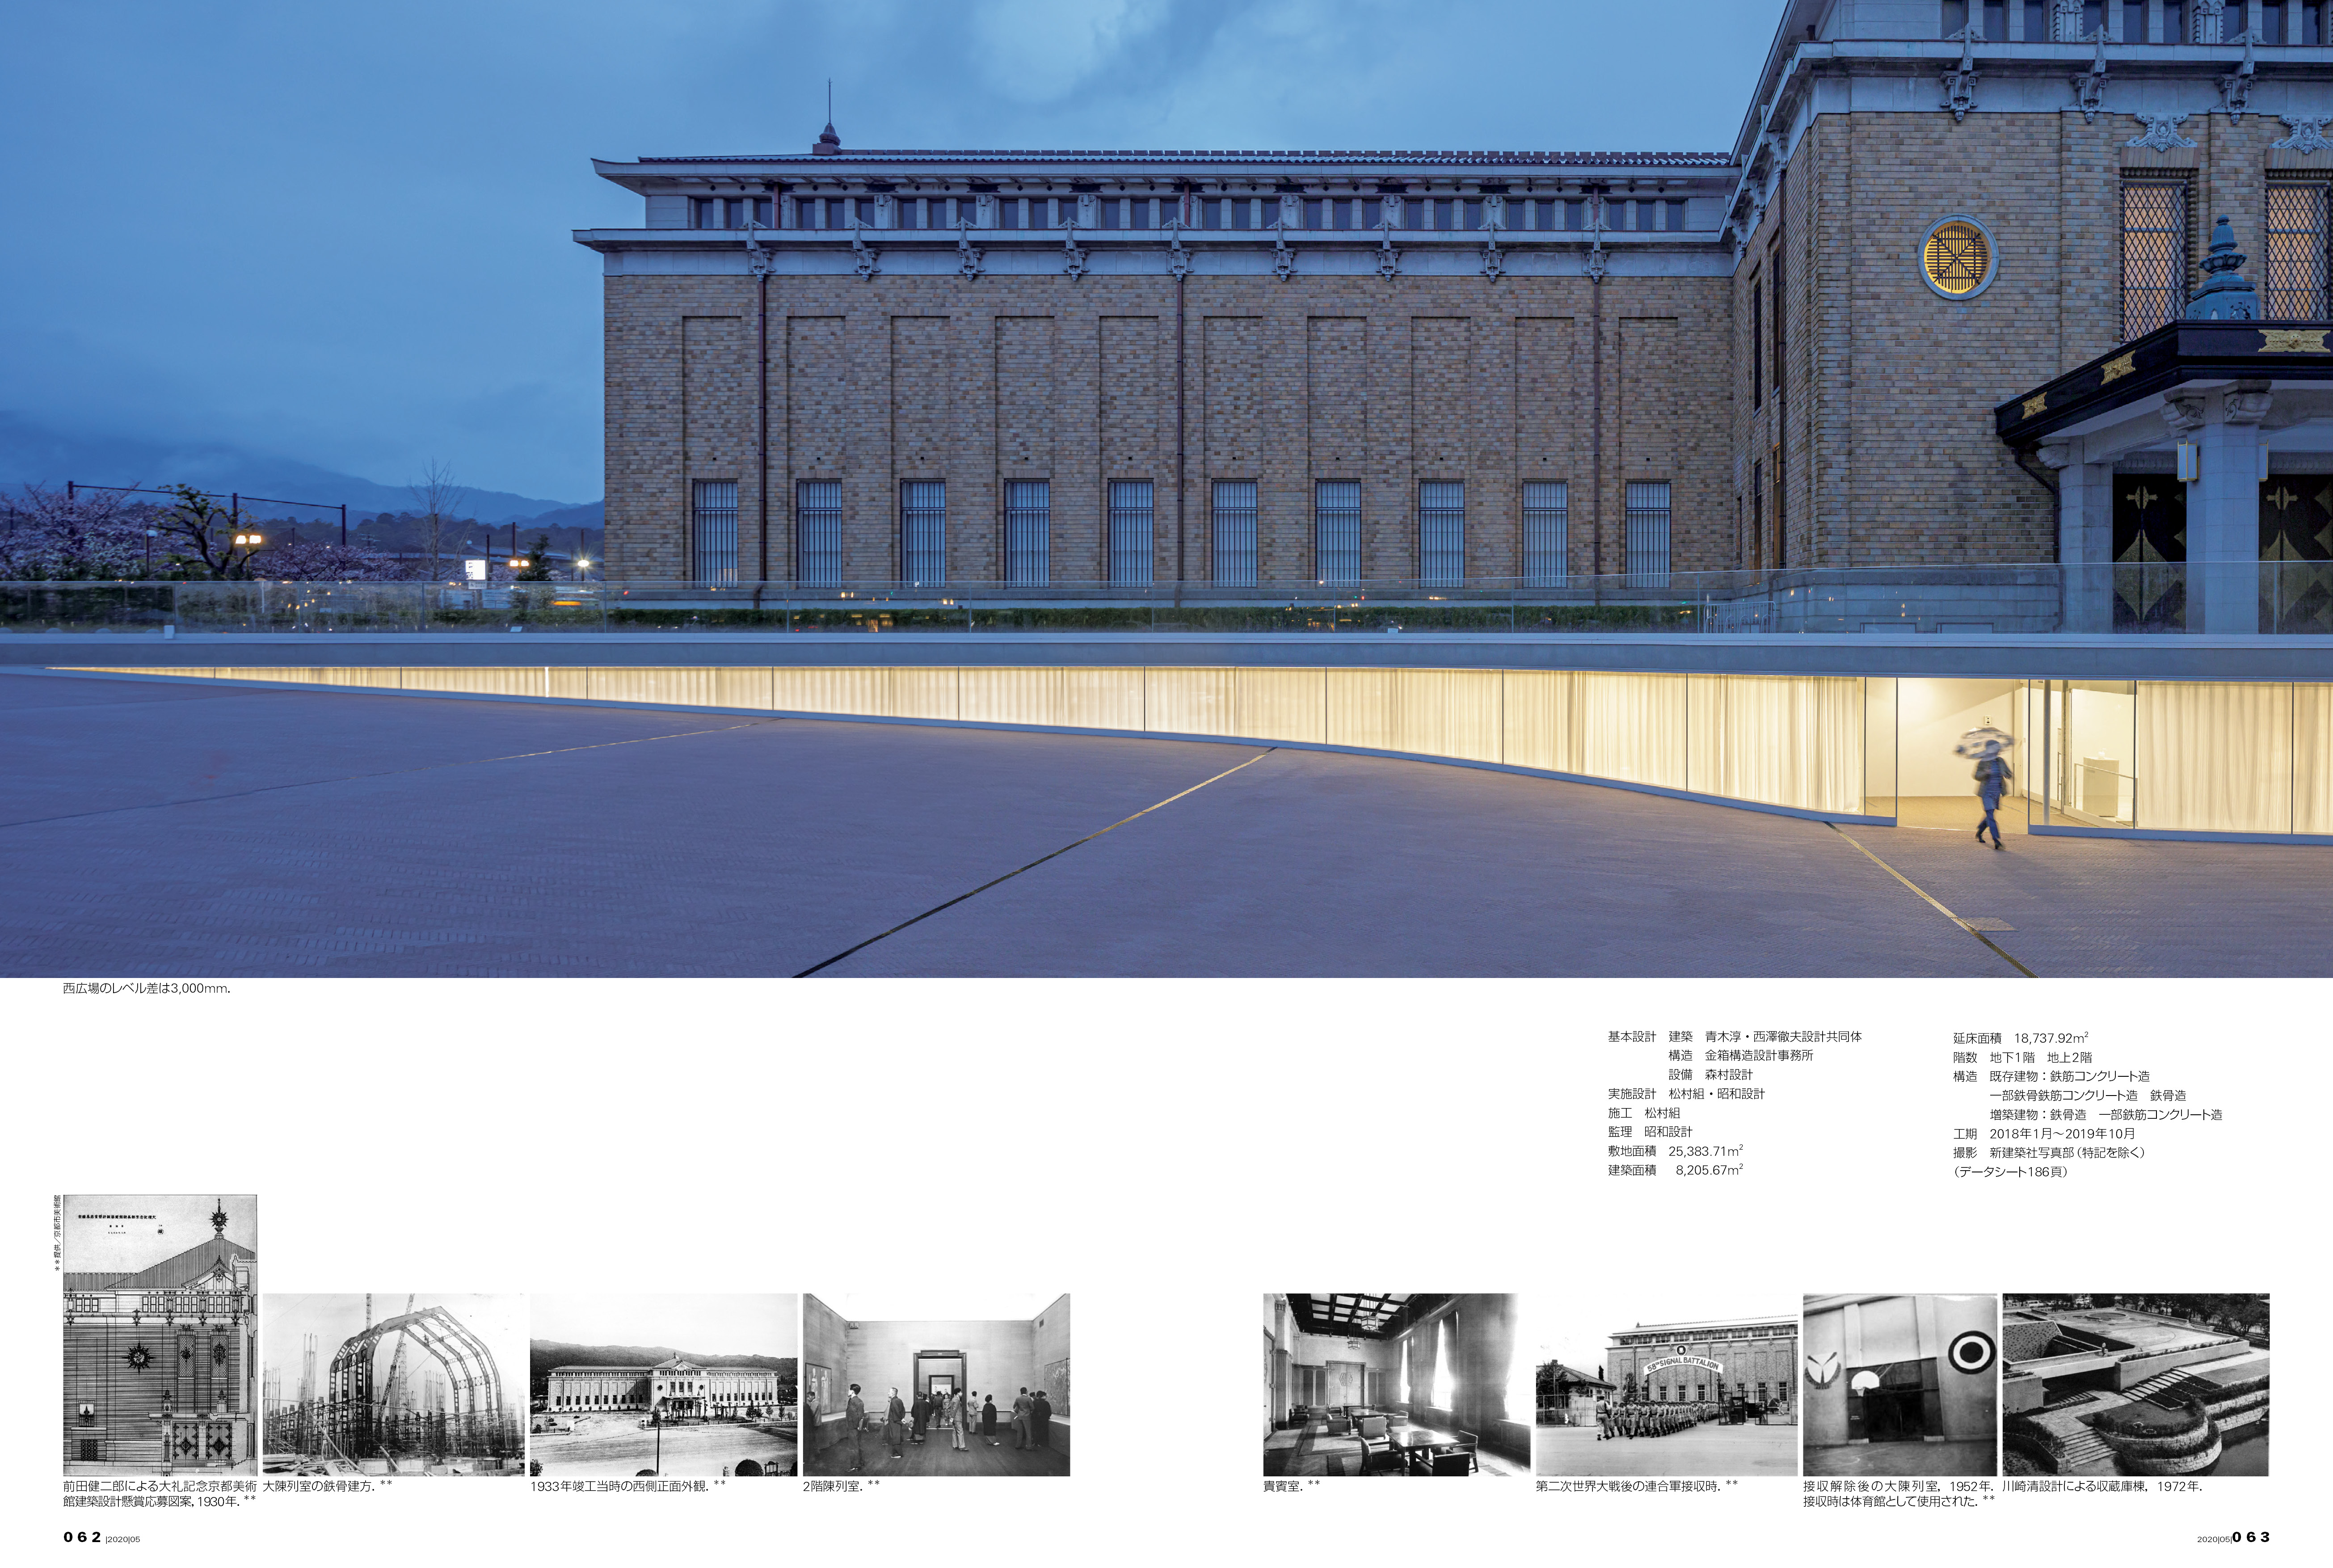 西広場のレベル差は3,000mm.
基本設計　建築　青木淳・西澤徹夫設計共同体
構造　金箱構造設計事務所
設備　森村設計
実施設計　松村組・昭和設計
施工　松村組
監理　昭和設計
敷地面積　25,383.71m²
建築面積　8,205.67m²
延床面積　18,737.92m²
階数　地下1階　地上2階
構造　既存建物：鉄筋コンクリート造
一部鉄骨鉄筋コンクリート造　鉄骨造
増築建物：鉄骨造　一部鉄筋コンクリート造
工期　2018年1月〜2019年10月
撮影　新建築社写真部（特記を除く）
（データシート186頁）
＊＊提供／京都市美術館
58TH SIGNAL BATTALION
前田健二郎による大礼記念京都美術
館建築設計懸賞応募図案，1930年．＊＊
大陳列室の鉄骨建方．＊＊
1933年竣工当時の西側正面外観．＊＊
2階陳列室．＊＊
貴賓室．＊＊
第二次世界大戦後の連合軍接収時．＊＊
接収解除後の大陳列室，1952年．
接収時は体育館として使用された．＊＊
川崎清設計による収蔵庫棟，1972年．
062 |2020|05
2020|05| 063